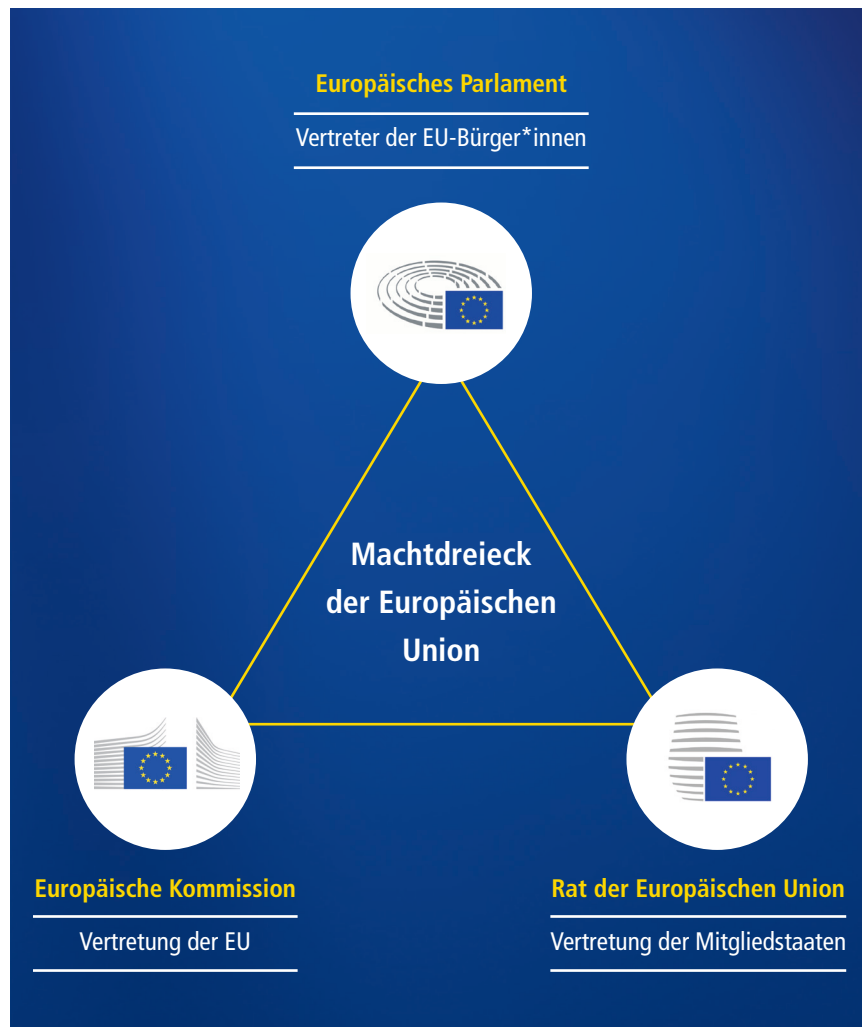 Europäisches Parlament
Vertreter der EU-Bürger*innen
Machtdreieck
der Europäischen
Union
Europäische Kommission
Vertretung der EU
Rat der Europäischen Union
Vertretung der Mitgliedstaaten